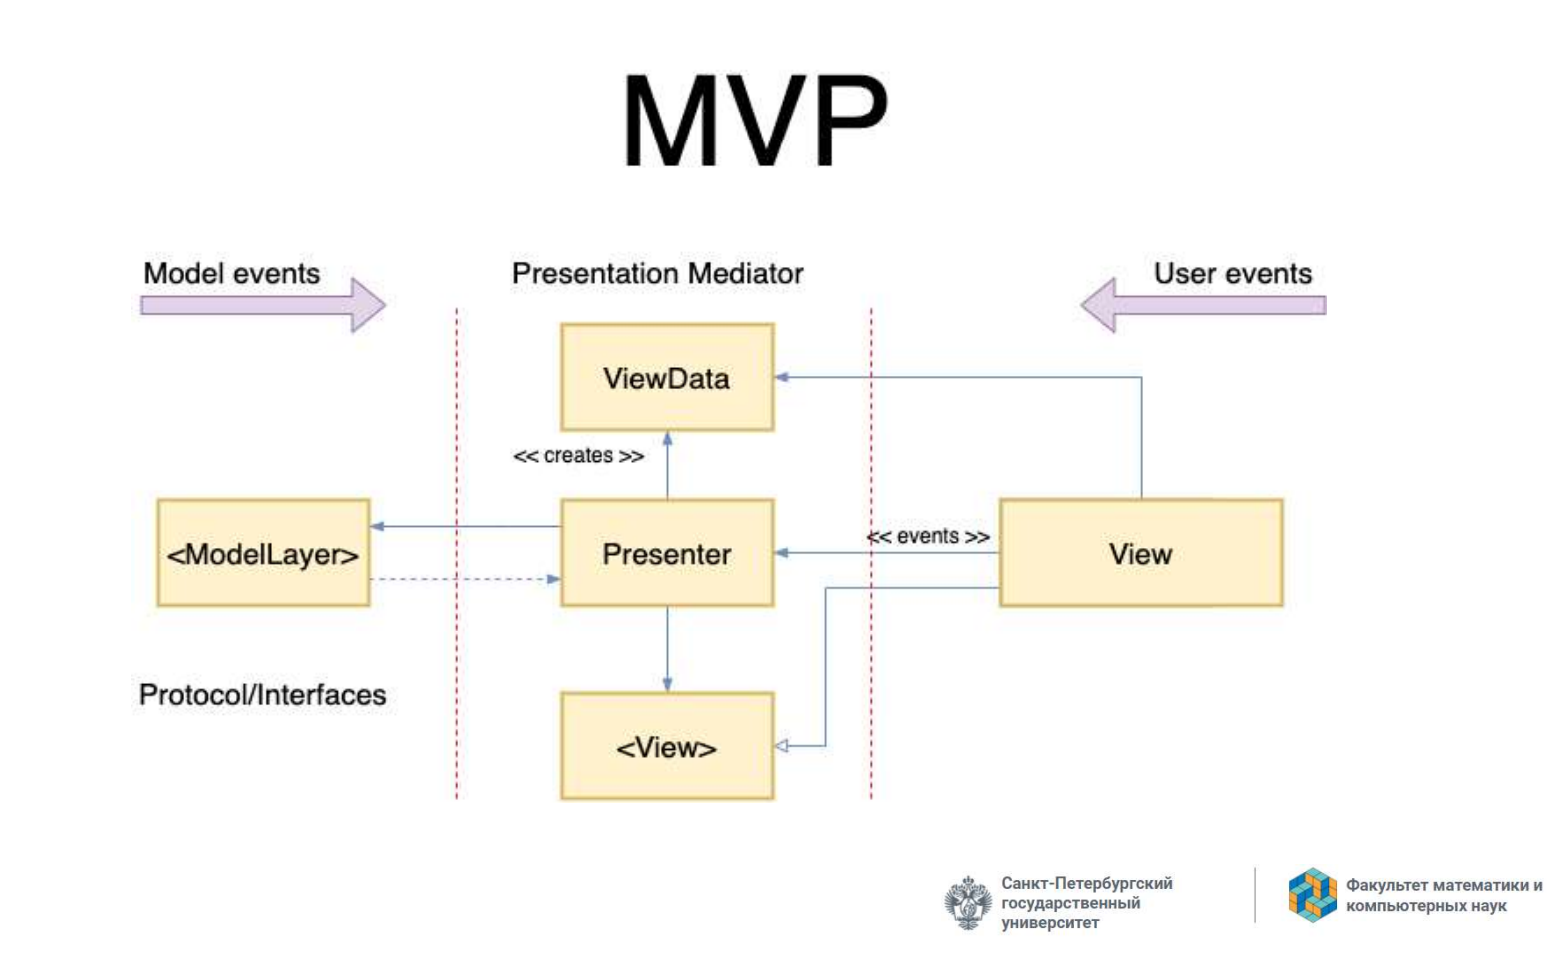 MVP
Model events
Presentation Mediator
User events
ViewData
<< creates >>
<ModelLayer>
Presenter
<< events >>
View
Protocol/Interfaces
<View>
Санкт-Петербургский
государственный
университет
Факультет математики и
компьютерных наук